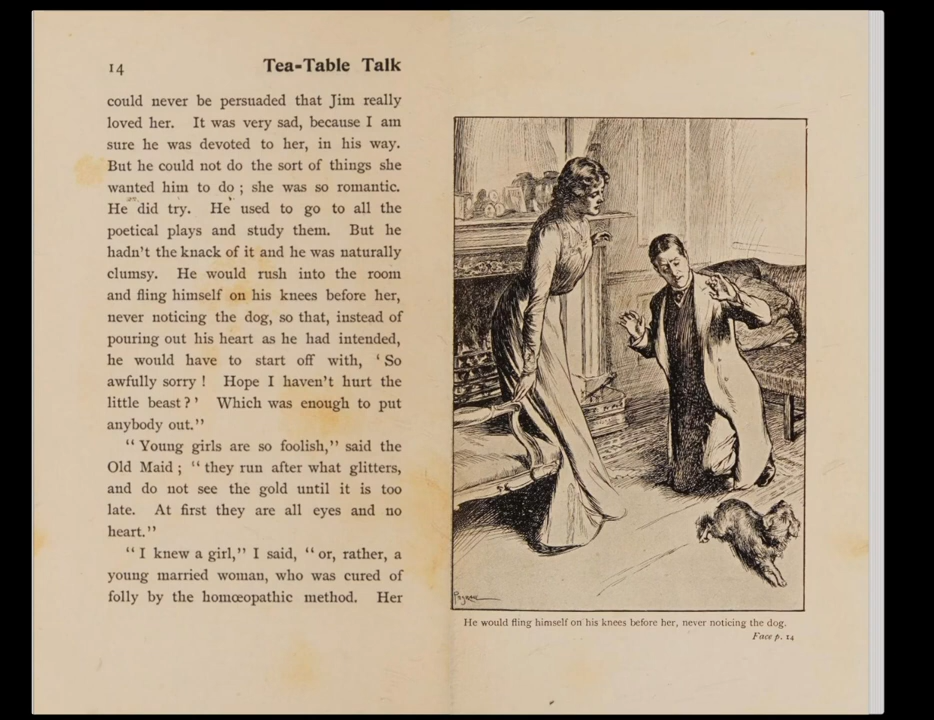 14
Tea-Table Talk
could never be persuaded that Jim really
loved her. It was very sad, because I am
sure he was devoted to her, in his way.
But he could not do the sort of things she
wanted him to do ; she was so romantic.
He did try. He used to go to all the
poetical plays and study them. But he
hadn't the knack of it and he was naturally
clumsy. He would rush into the room
and fling himself on his knees before her,
never noticing the dog, so that, instead of
pouring out his heart as he had intended,
he would have to start off with, ‘ So
awfully sorry ! Hope I haven't hurt the
little beast ? ’ Which was enough to put
anybody out.”
“ Young girls are so foolish,” said the
Old Maid ; “ they run after what glitters,
and do not see the gold until it is too
late. At first they are all eyes and no
heart.”
“ I knew a girl,” I said, “ or, rather, a
young married woman, who was cured of
folly by the homœopathic method. Her
He would fling himself on his knees before her, never noticing the dog.
Face p. 14